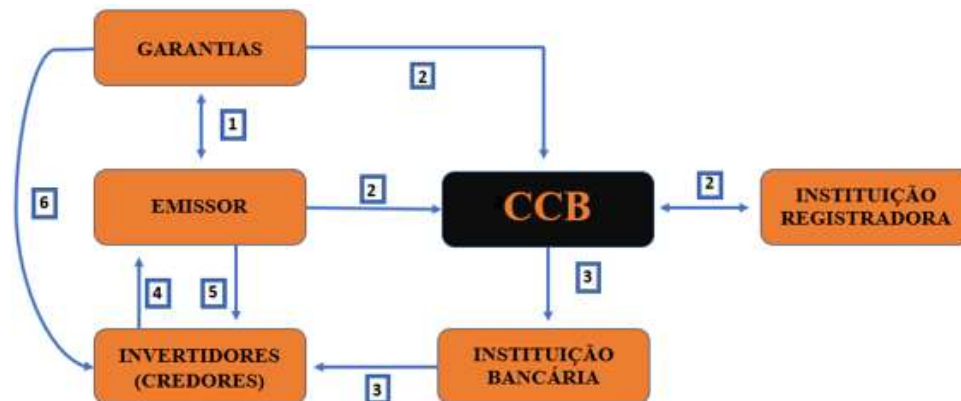 GARANTIAS
2
1
6
EMISSOR
2
CCB
2
INSTITUIÇÃO
REGISTRADORA
4
5
3
INVERTIDORES
(CREDORES)
3
INSTITUIÇÃO
BANCÁRIA